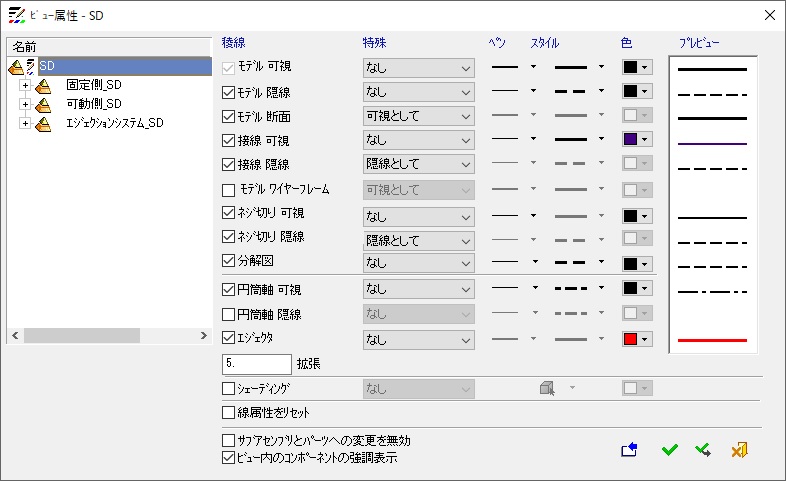 ﾋﾞｭｰ属性 - SD
名前
SD
固定側_SD
可動側_SD
ｴｼﾞｪｸｼｮﾝｼｽﾃﾑ_SD
稜線 特殊 ﾍﾟﾝ ｽﾀｲﾙ 色 ﾌﾟﾚﾋﾞｭｰ
ﾓﾃﾞﾙ 可視 なし
ﾓﾃﾞﾙ 隠線 なし
ﾓﾃﾞﾙ 断面 可視として
接線 可視 なし
接線 隠線 隠線として
ﾓﾃﾞﾙ ﾜｲﾔｰﾌﾚｰﾑ 可視として
ﾈｼﾞ切り 可視 なし
ﾈｼﾞ切り 隠線 隠線として
分解図 なし
円筒軸 可視 なし
円筒軸 隠線 なし
ｴｼﾞｪｸﾀ なし
5. 拡張
ｼｪｰﾃﾞｨﾝｸﾞ なし
線属性をﾘｾｯﾄ
ｻﾌﾞｱｾﾝﾌﾞﾘとﾊﾟｰﾂへの変更を無効
ﾋﾞｭｰ内のｺﾝﾎﾟｰﾈﾝﾄの強調表示